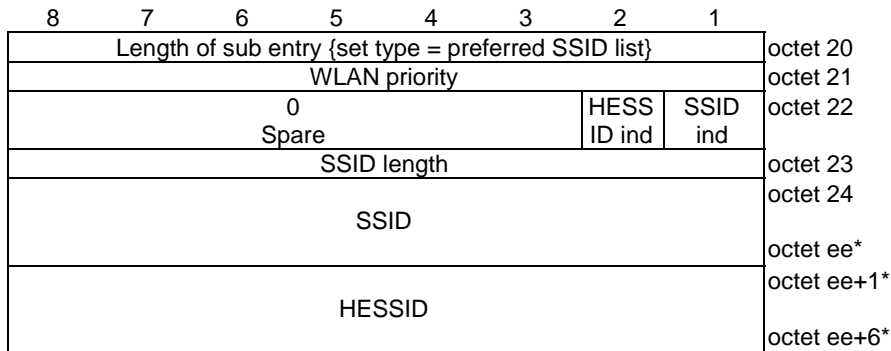 8 7 6 5 4 3 2 1
Length of sub entry {set type = preferred SSID list} octet 20
WLAN priority octet 21
0 HESS SSID octet 22
Spare ID ind ind
SSID length octet 23
octet 24
SSID
octet ee*
octet ee+1*
HESSID
octet ee+6*